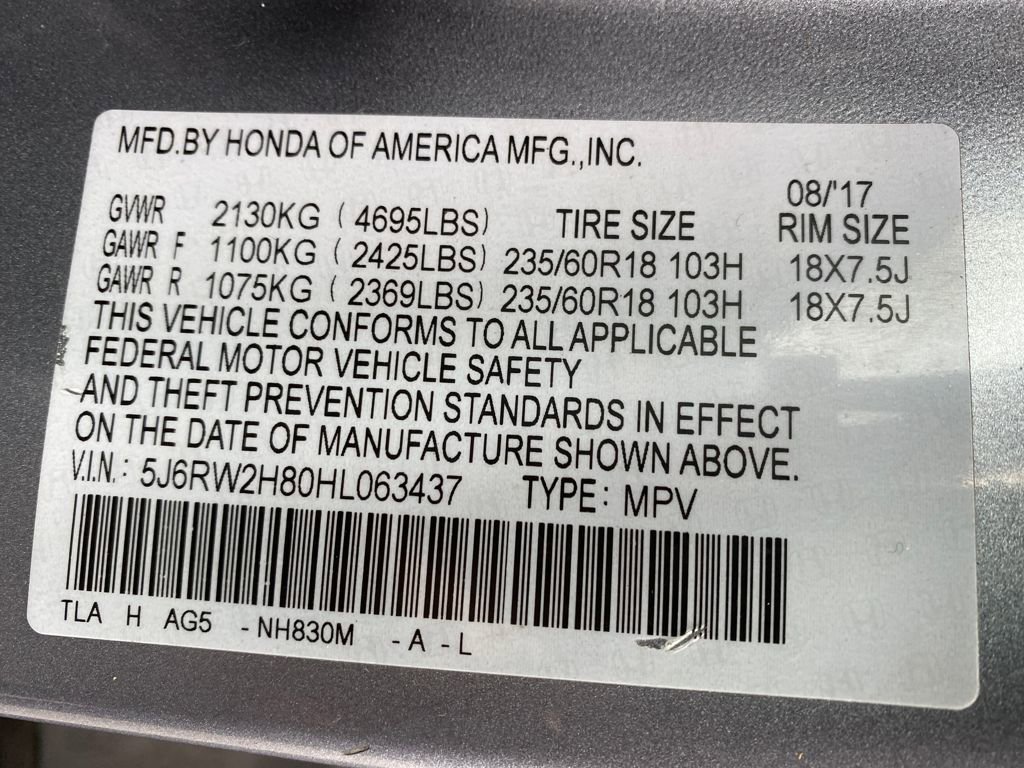 MFD.BY HONDA OF AMERICA MFG.,INC.
08/'17
GVWR 2130KG ( 4695LBS) TIRE SIZE RIM SIZE
GAWR F 1100KG ( 2425LBS) 235/60R18 103H 18X7.5J
GAWR R 1075KG ( 2369LBS) 235/60R18 103H 18X7.5J
THIS VEHICLE CONFORMS TO ALL APPLICABLE
FEDERAL MOTOR VEHICLE SAFETY
AND THEFT PREVENTION STANDARDS IN EFFECT
ON THE DATE OF MANUFACTURE SHOWN ABOVE.
V.I.N.: 5J6RW2H80HL063437 TYPE: MPV
TLA H AG5 -NH830M -A -L